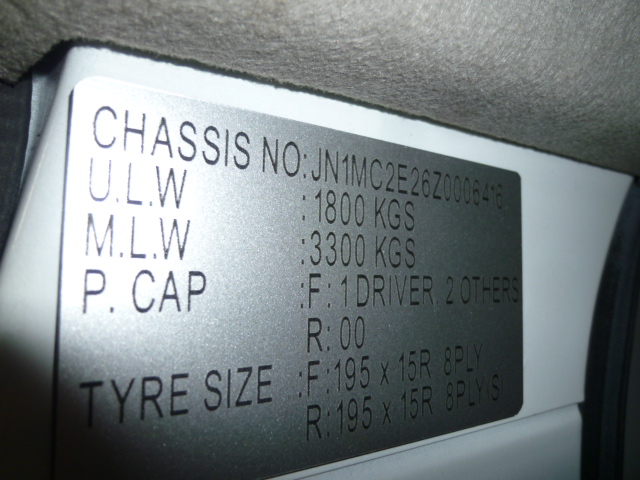 CHASSIS NO: JN1MC2E26Z0006416
U.L.W : 1800 KGS
M.L.W : 3300 KGS
P. CAP : F: 1 DRIVER, 2 OTHERS
R: 00
TYRE SIZE : F: 195 x 15R 8PLY
R: 195 x 15R 8PLY (S)